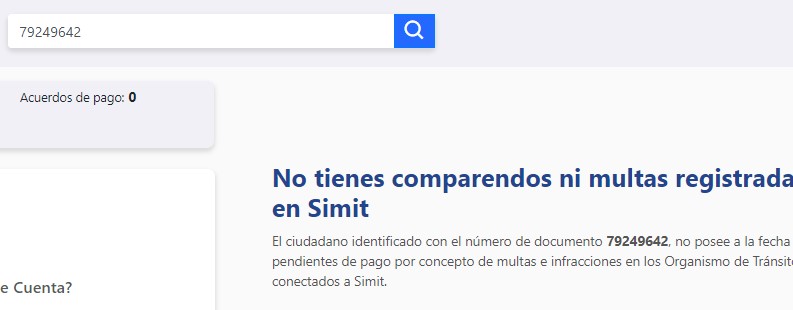 79249642
Acuerdos de pago: 0
No tienes comparendos ni multas registrada
en Simit
El ciudadano identificado con el número de documento 79249642, no posee a la fecha
pendientes de pago por concepto de multas e infracciones en los Organismo de Tránsito
conectados a Simit.
e Cuenta?